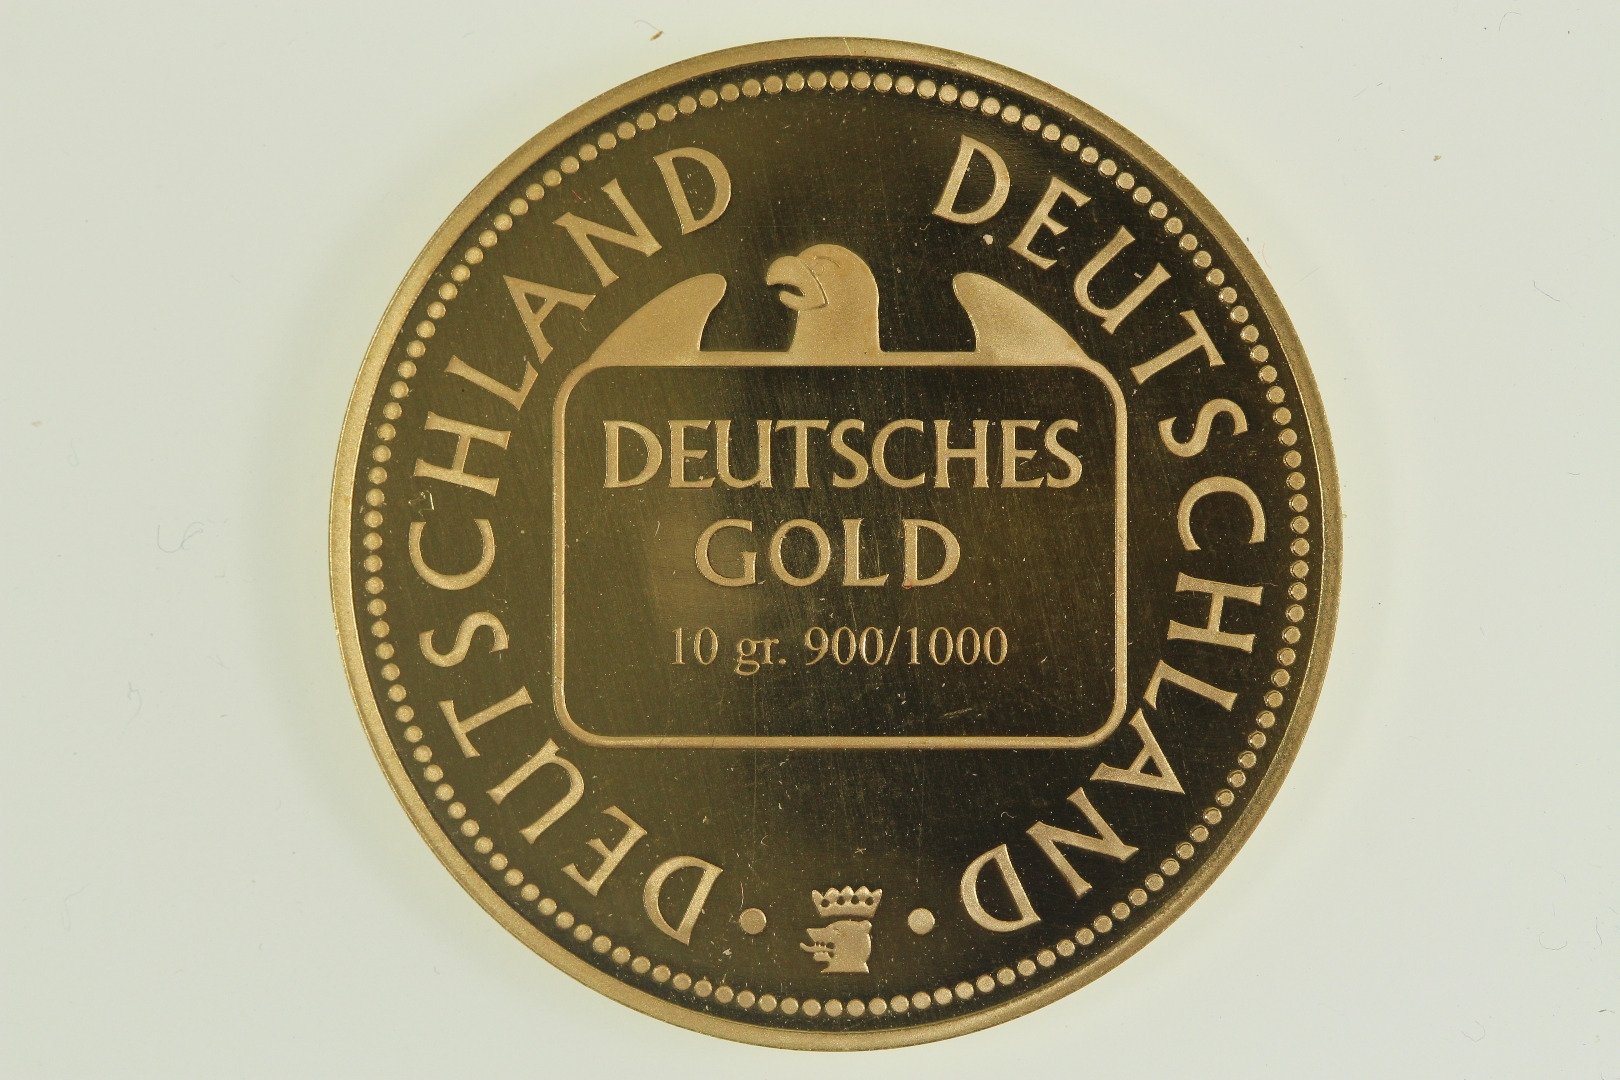 DEUTSCHLAND
DEUTSCHLAND
DEUTSCHES
GOLD
10 gr. 900/1000